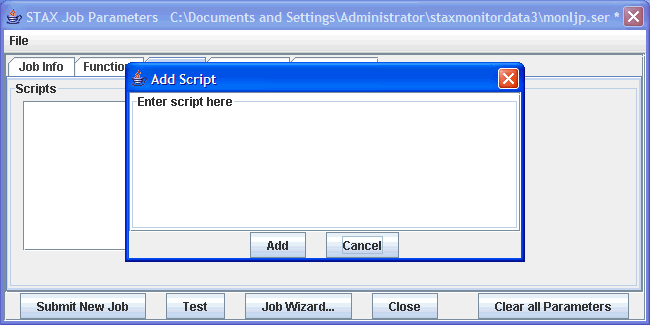 STAX Job Parameters C:\Documents and Settings\Administrator\staxmonitordata3\monljp.ser *
File
Job Info
Function
Add Script
Scripts
Enter script here
Add
Cancel
Submit New Job
Test
Job Wizard...
Close
Clear all Parameters